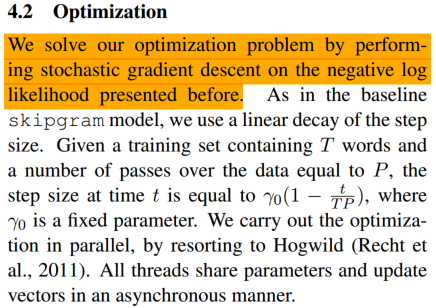 4.2 Optimization
We solve our optimization problem by perform-
ing stochastic gradient descent on the negative log
likelihood presented before. As in the baseline
skipgram model, we use a linear decay of the step
size. Given a training set containing T words and
a number of passes over the data equal to P, the
step size at time t is equal to γ₀(1 − t/TP), where
γ₀ is a fixed parameter. We carry out the optimiza-
tion in parallel, by resorting to Hogwild (Recht et
al., 2011). All threads share parameters and update
vectors in an asynchronous manner.